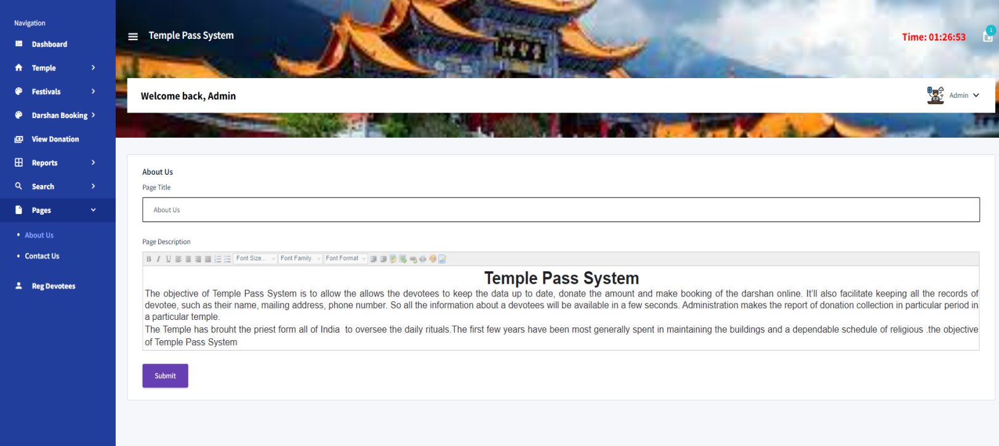 Navigation
Dashboard
Temple
Festivals
Darshan Booking
View Donation
Reports
Search
Pages
About Us
Contact Us
Reg Devotees
Temple Pass System
Time: 01:26:53
1
Welcome back, Admin
Admin
About Us
Page Title
About Us
Page Description
B I U Font Size... Font Family. Font Format
Temple Pass System
The objective of Temple Pass System is to allow the allows the devotees to keep the data up to date, donate the amount and make booking of the darshan online. It'll also facilitate keeping all the records of
devotee, such as their name, mailing address, phone number. So all the information about a devotees will be available in a few seconds. Administration makes the report of donation collection in particular period in
a particular temple.
The Temple has brouht the priest form all of India  to oversee the daily rituals.The first few years have been most generally spent in maintaining the buildings and a dependable schedule of religious .the objective
of Temple Pass System
Submit